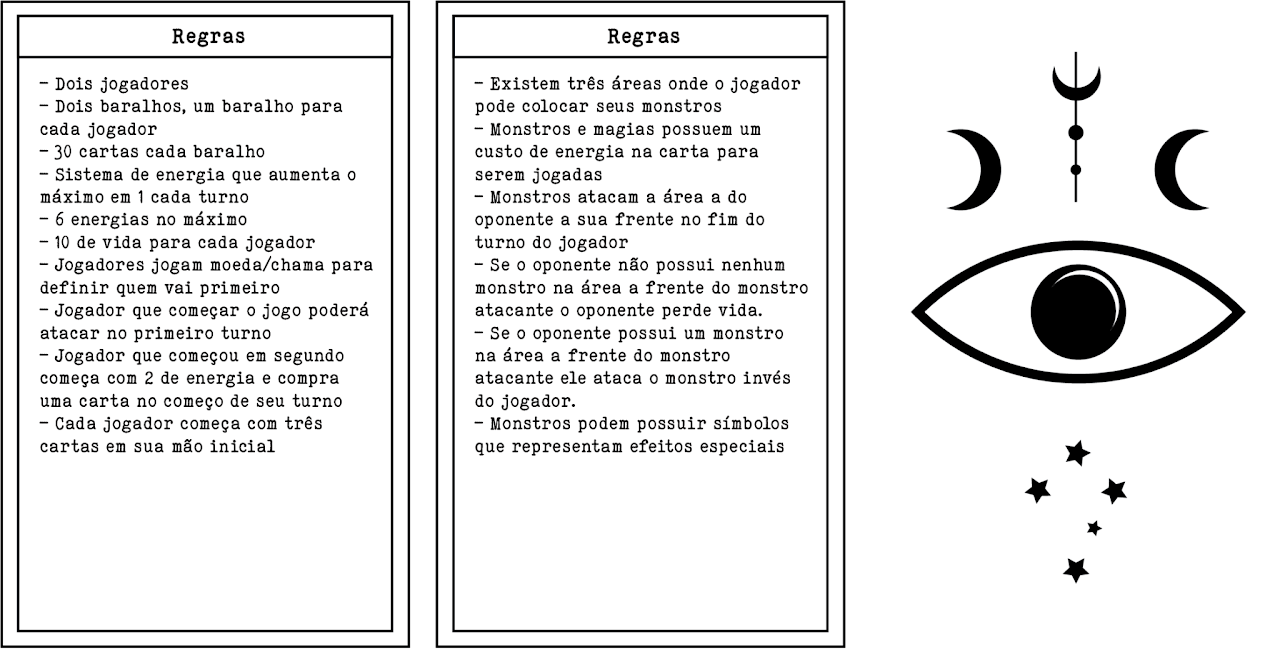 Regras
- Dois jogadores
- Dois baralhos, um baralho para
cada jogador
- 30 cartas cada baralho
- Sistema de energia que aumenta o
máximo em 1 cada turno
- 6 energias no máximo
- 10 de vida para cada jogador
- Jogadores jogam moeda/chama para
definir quem vai primeiro
- Jogador que começar o jogo poderá
atacar no primeiro turno
- Jogador que começou em segundo
começa com 2 de energia e compra
uma carta no começo de seu turno
- Cada jogador começa com três
cartas em sua mão inicial
Regras
- Existem três áreas onde o jogador
pode colocar seus monstros
- Monstros e magias possuem um
custo de energia na carta para
serem jogadas
- Monstros atacam a área a do
oponente a sua frente no fim do
turno do jogador
- Se o oponente não possui nenhum
monstro na área a frente do monstro
atacante o oponente perde vida.
- Se o oponente possui um monstro
na área a frente do monstro
atacante ele ataca o monstro invés
do jogador.
- Monstros podem possuir símbolos
que representam efeitos especiais